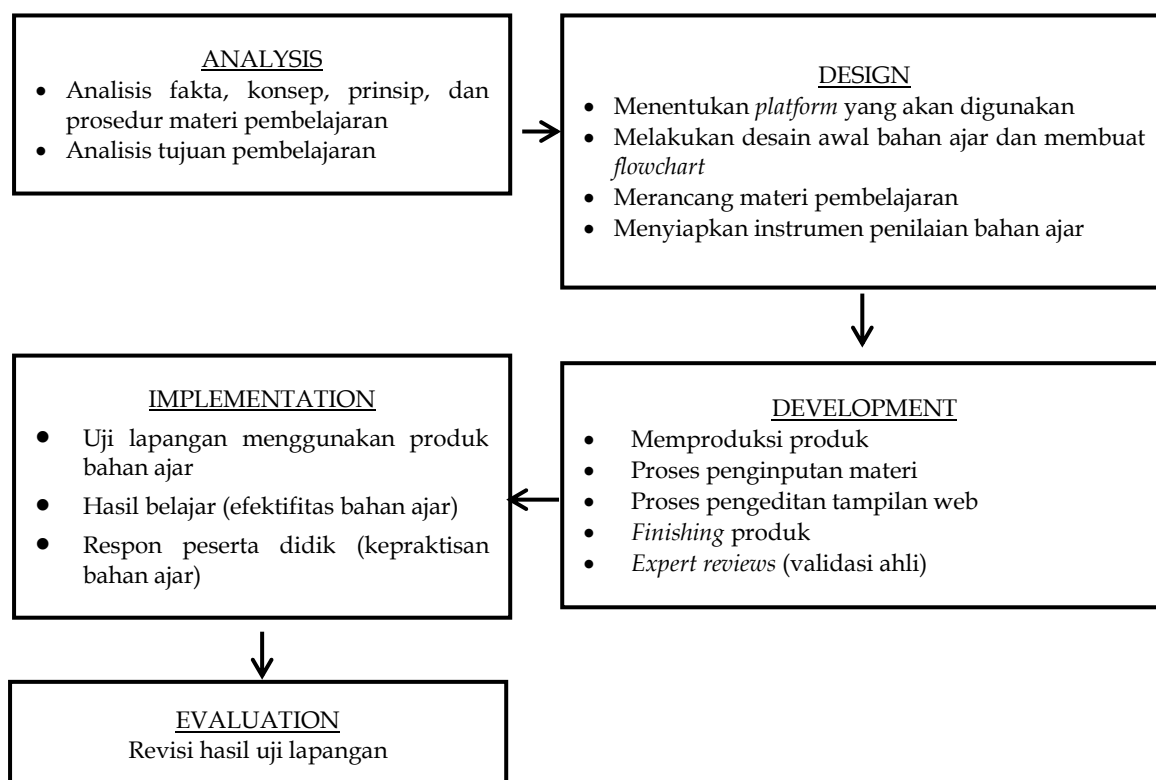 ANALYSIS
• Analisis fakta, konsep, prinsip, dan
prosedur materi pembelajaran
• Analisis tujuan pembelajaran
DESIGN
• Menentukan platform yang akan digunakan
• Melakukan desain awal bahan ajar dan membuat
flowchart
• Merancang materi pembelajaran
• Menyiapkan instrumen penilaian bahan ajar
DEVELOPMENT
• Memproduksi produk
• Proses penginputan materi
• Proses pengeditan tampilan web
• Finishing produk
• Expert reviews (validasi ahli)
IMPLEMENTATION
• Uji lapangan menggunakan produk
bahan ajar
• Hasil belajar (efektifitas bahan ajar)
• Respon peserta didik (kepraktisan
bahan ajar)
EVALUATION
Revisi hasil uji lapangan